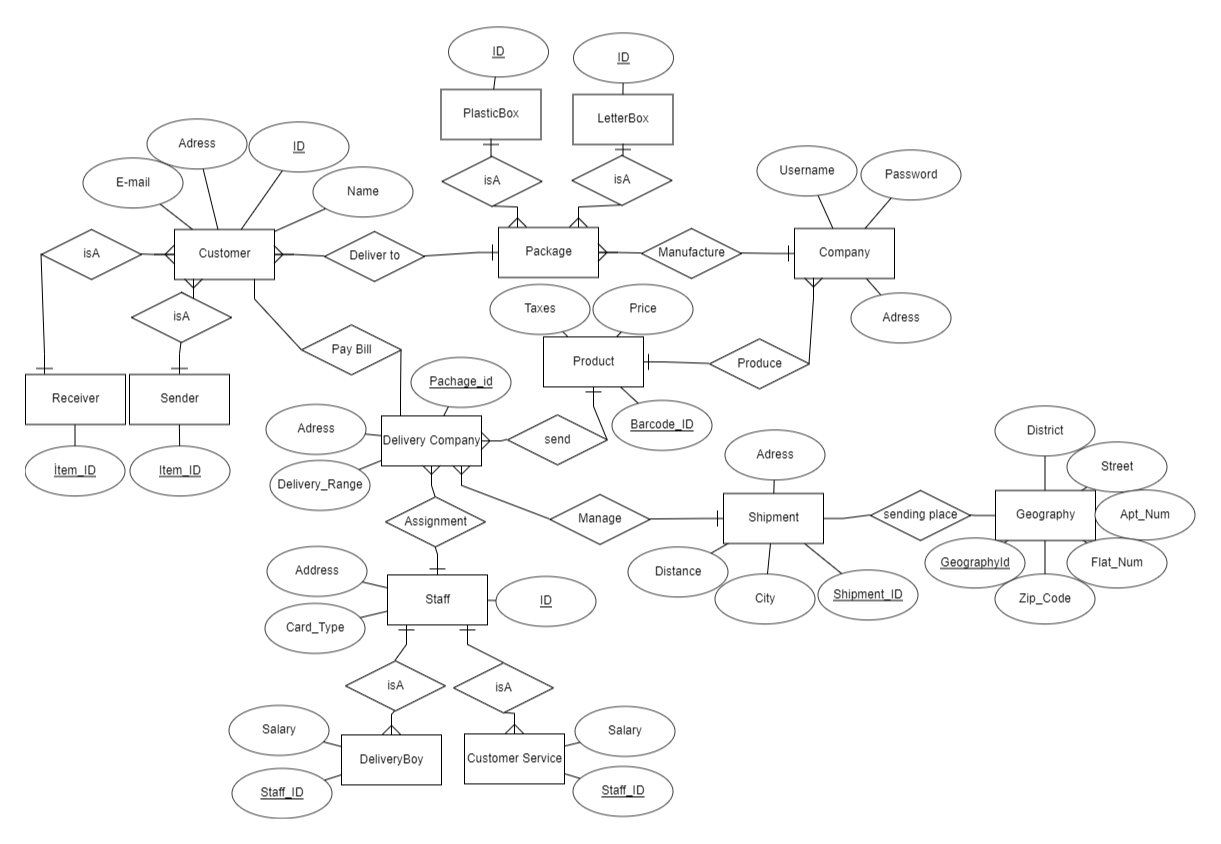 ID
ID
PlasticBox
LetterBox
Adress
ID
E-mail
Name
isA
isA
Username
Password
isA
Customer
Deliver to
Package
Manufacture
Company
isA
Taxes
Price
Adress
Pay Bill
Product
Produce
Receiver
Sender
Pachage_id
Adress
Delivery Company
send
Barcode_ID
İtem_ID
Item_ID
Delivery_Range
Adress
District
Street
Assignment
Manage
Shipment
sending place
Geography
Apt_Num
Address
Distance
City
Shipment_ID
GeographyId
Flat_Num
Zip_Code
Staff
ID
Card_Type
isA
isA
Salary
Salary
DeliveryBoy
Customer Service
Staff_ID
Staff_ID